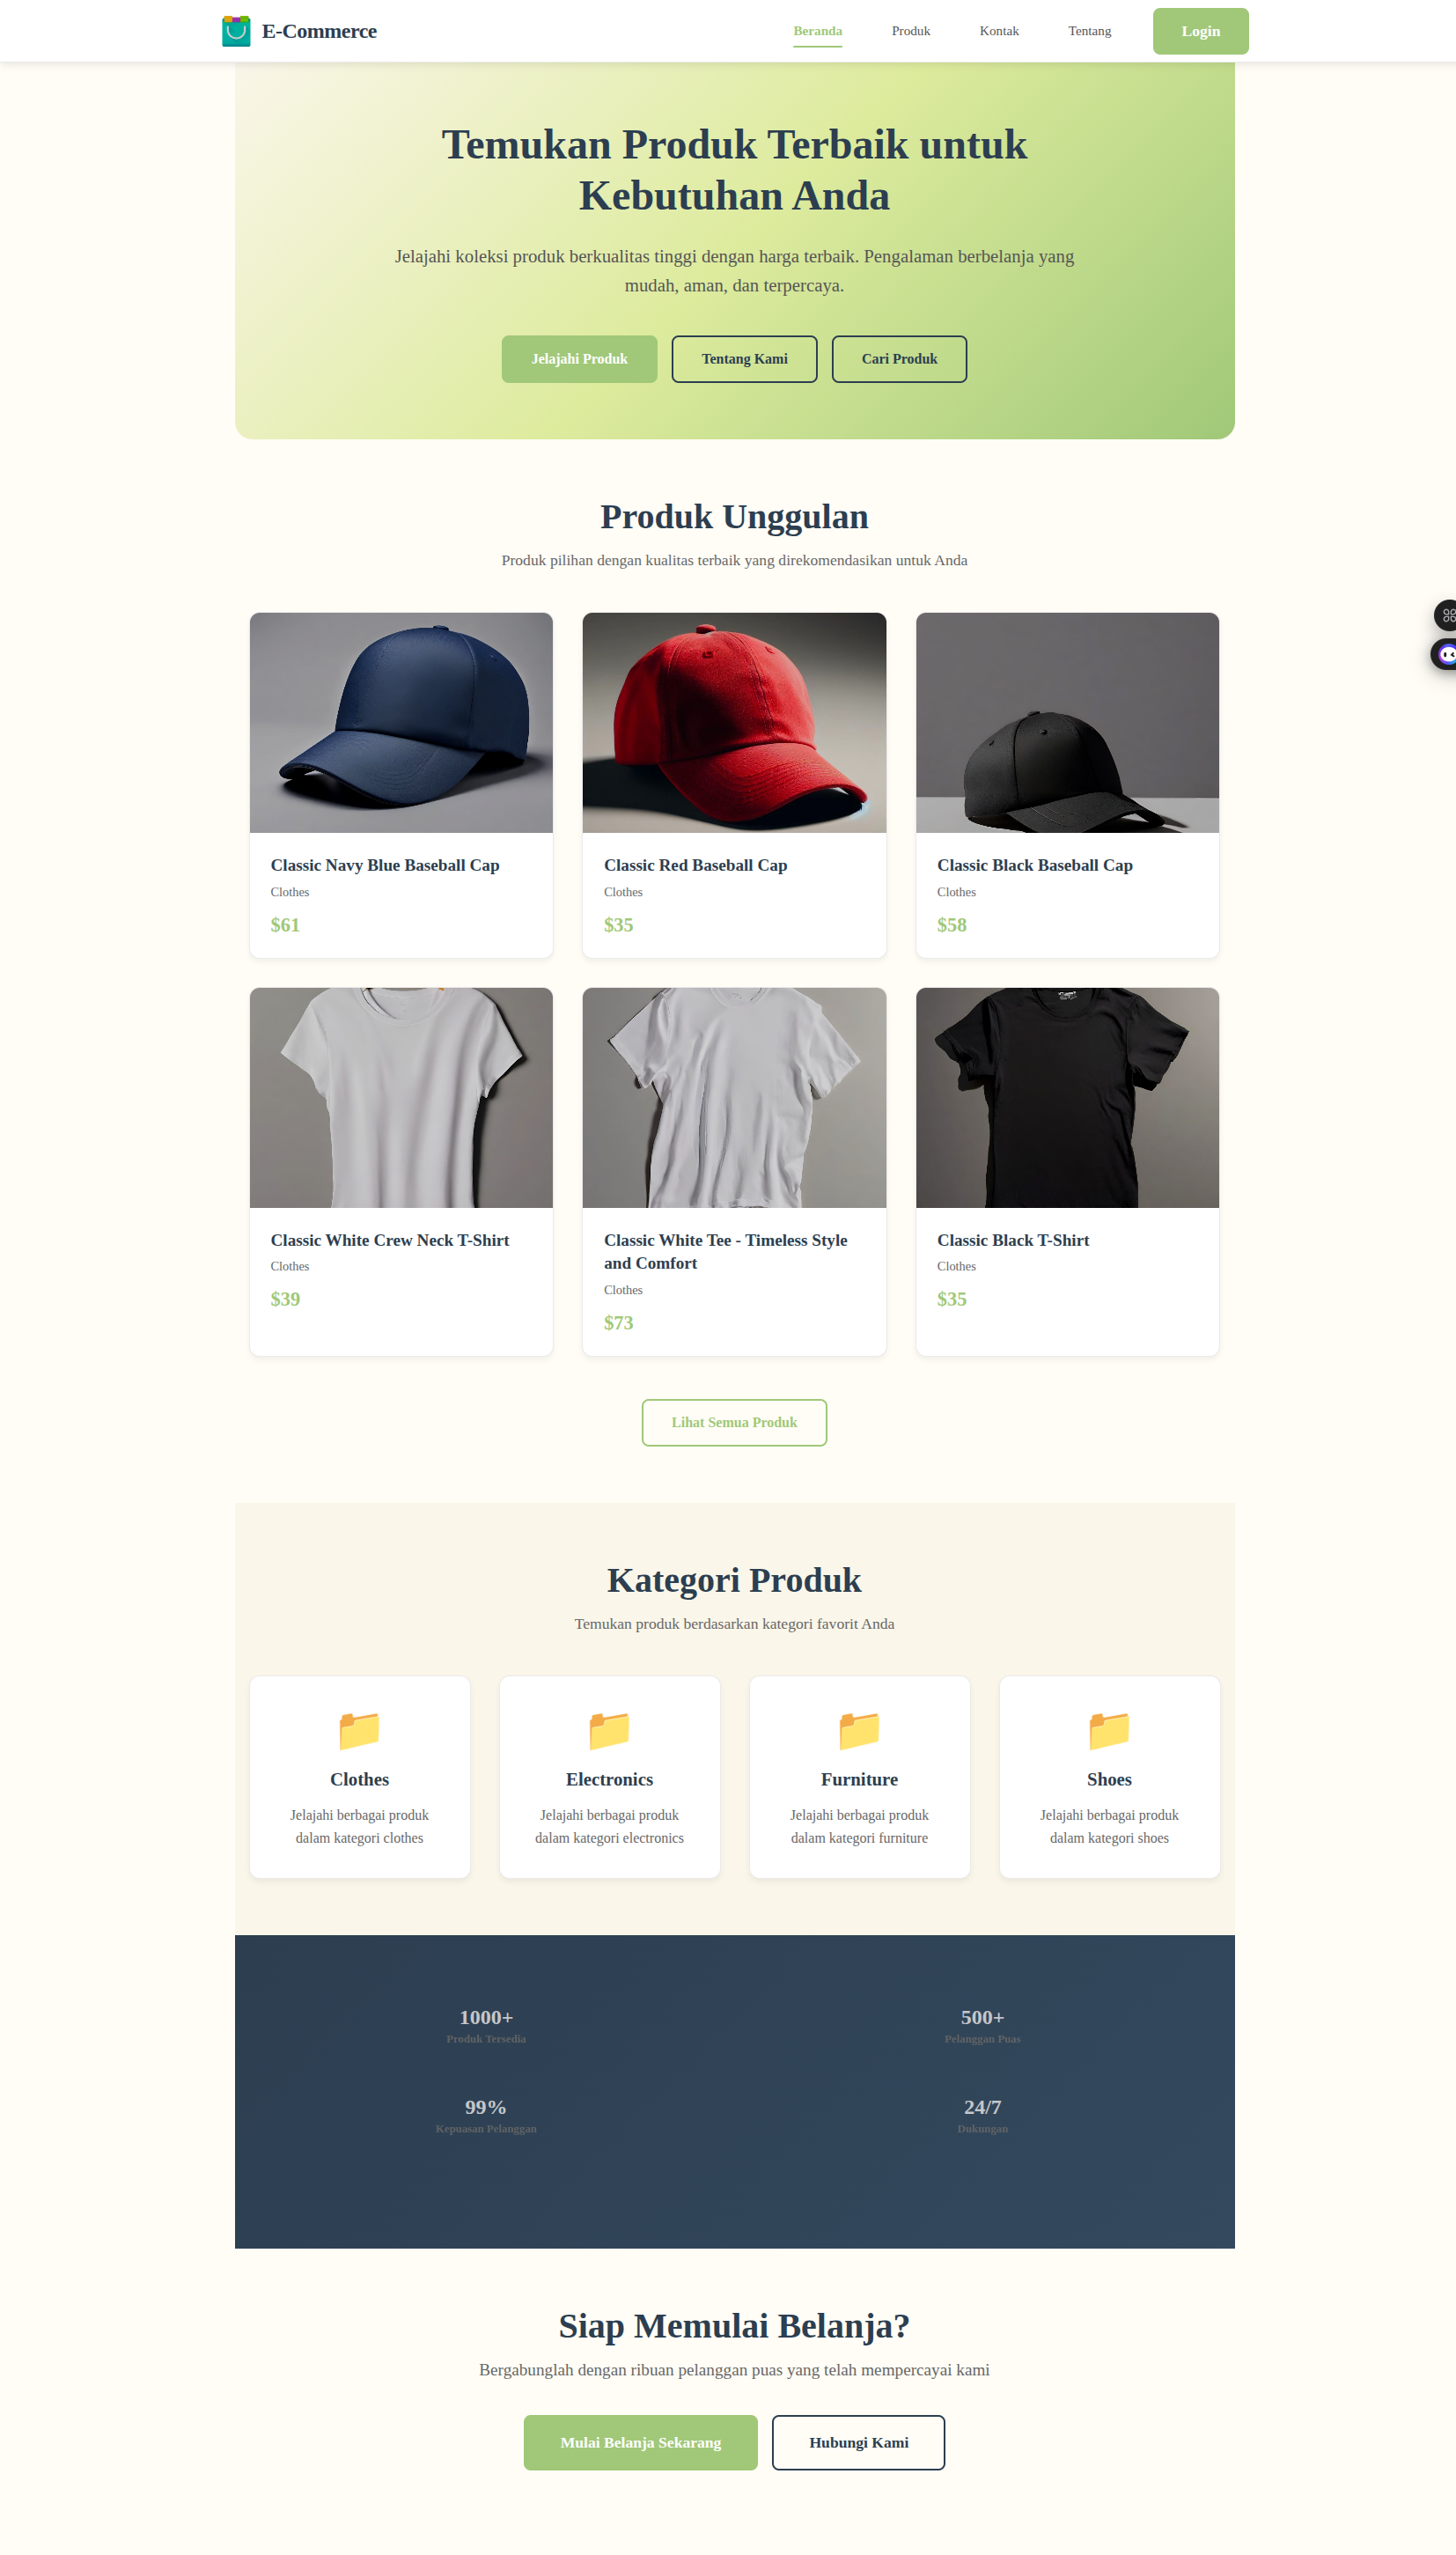 E-Commerce
Beranda
Produk
Kontak
Tentang
Login
Temukan Produk Terbaik untuk
Kebutuhan Anda
Jelajahi koleksi produk berkualitas tinggi dengan harga terbaik. Pengalaman berbelanja yang
mudah, aman, dan terpercaya.
Jelajahi Produk
Tentang Kami
Cari Produk
Produk Unggulan
Produk pilihan dengan kualitas terbaik yang direkomendasikan untuk Anda
Classic Navy Blue Baseball Cap
Clothes
$61
Classic Red Baseball Cap
Clothes
$35
Classic Black Baseball Cap
Clothes
$58
Classic White Crew Neck T-Shirt
Clothes
$39
Classic White Tee - Timeless Style
and Comfort
Clothes
$73
Classic Black T-Shirt
Clothes
$35
Lihat Semua Produk
Kategori Produk
Temukan produk berdasarkan kategori favorit Anda
Clothes
Jelajahi berbagai produk
dalam kategori clothes
Electronics
Jelajahi berbagai produk
dalam kategori electronics
Furniture
Jelajahi berbagai produk
dalam kategori furniture
Shoes
Jelajahi berbagai produk
dalam kategori shoes
1000+
Produk Tersedia
500+
Pelanggan Puas
99%
Kepuasan Pelanggan
24/7
Dukungan
Siap Memulai Belanja?
Bergabunglah dengan ribuan pelanggan puas yang telah mempercayai kami
Mulai Belanja Sekarang
Hubungi Kami